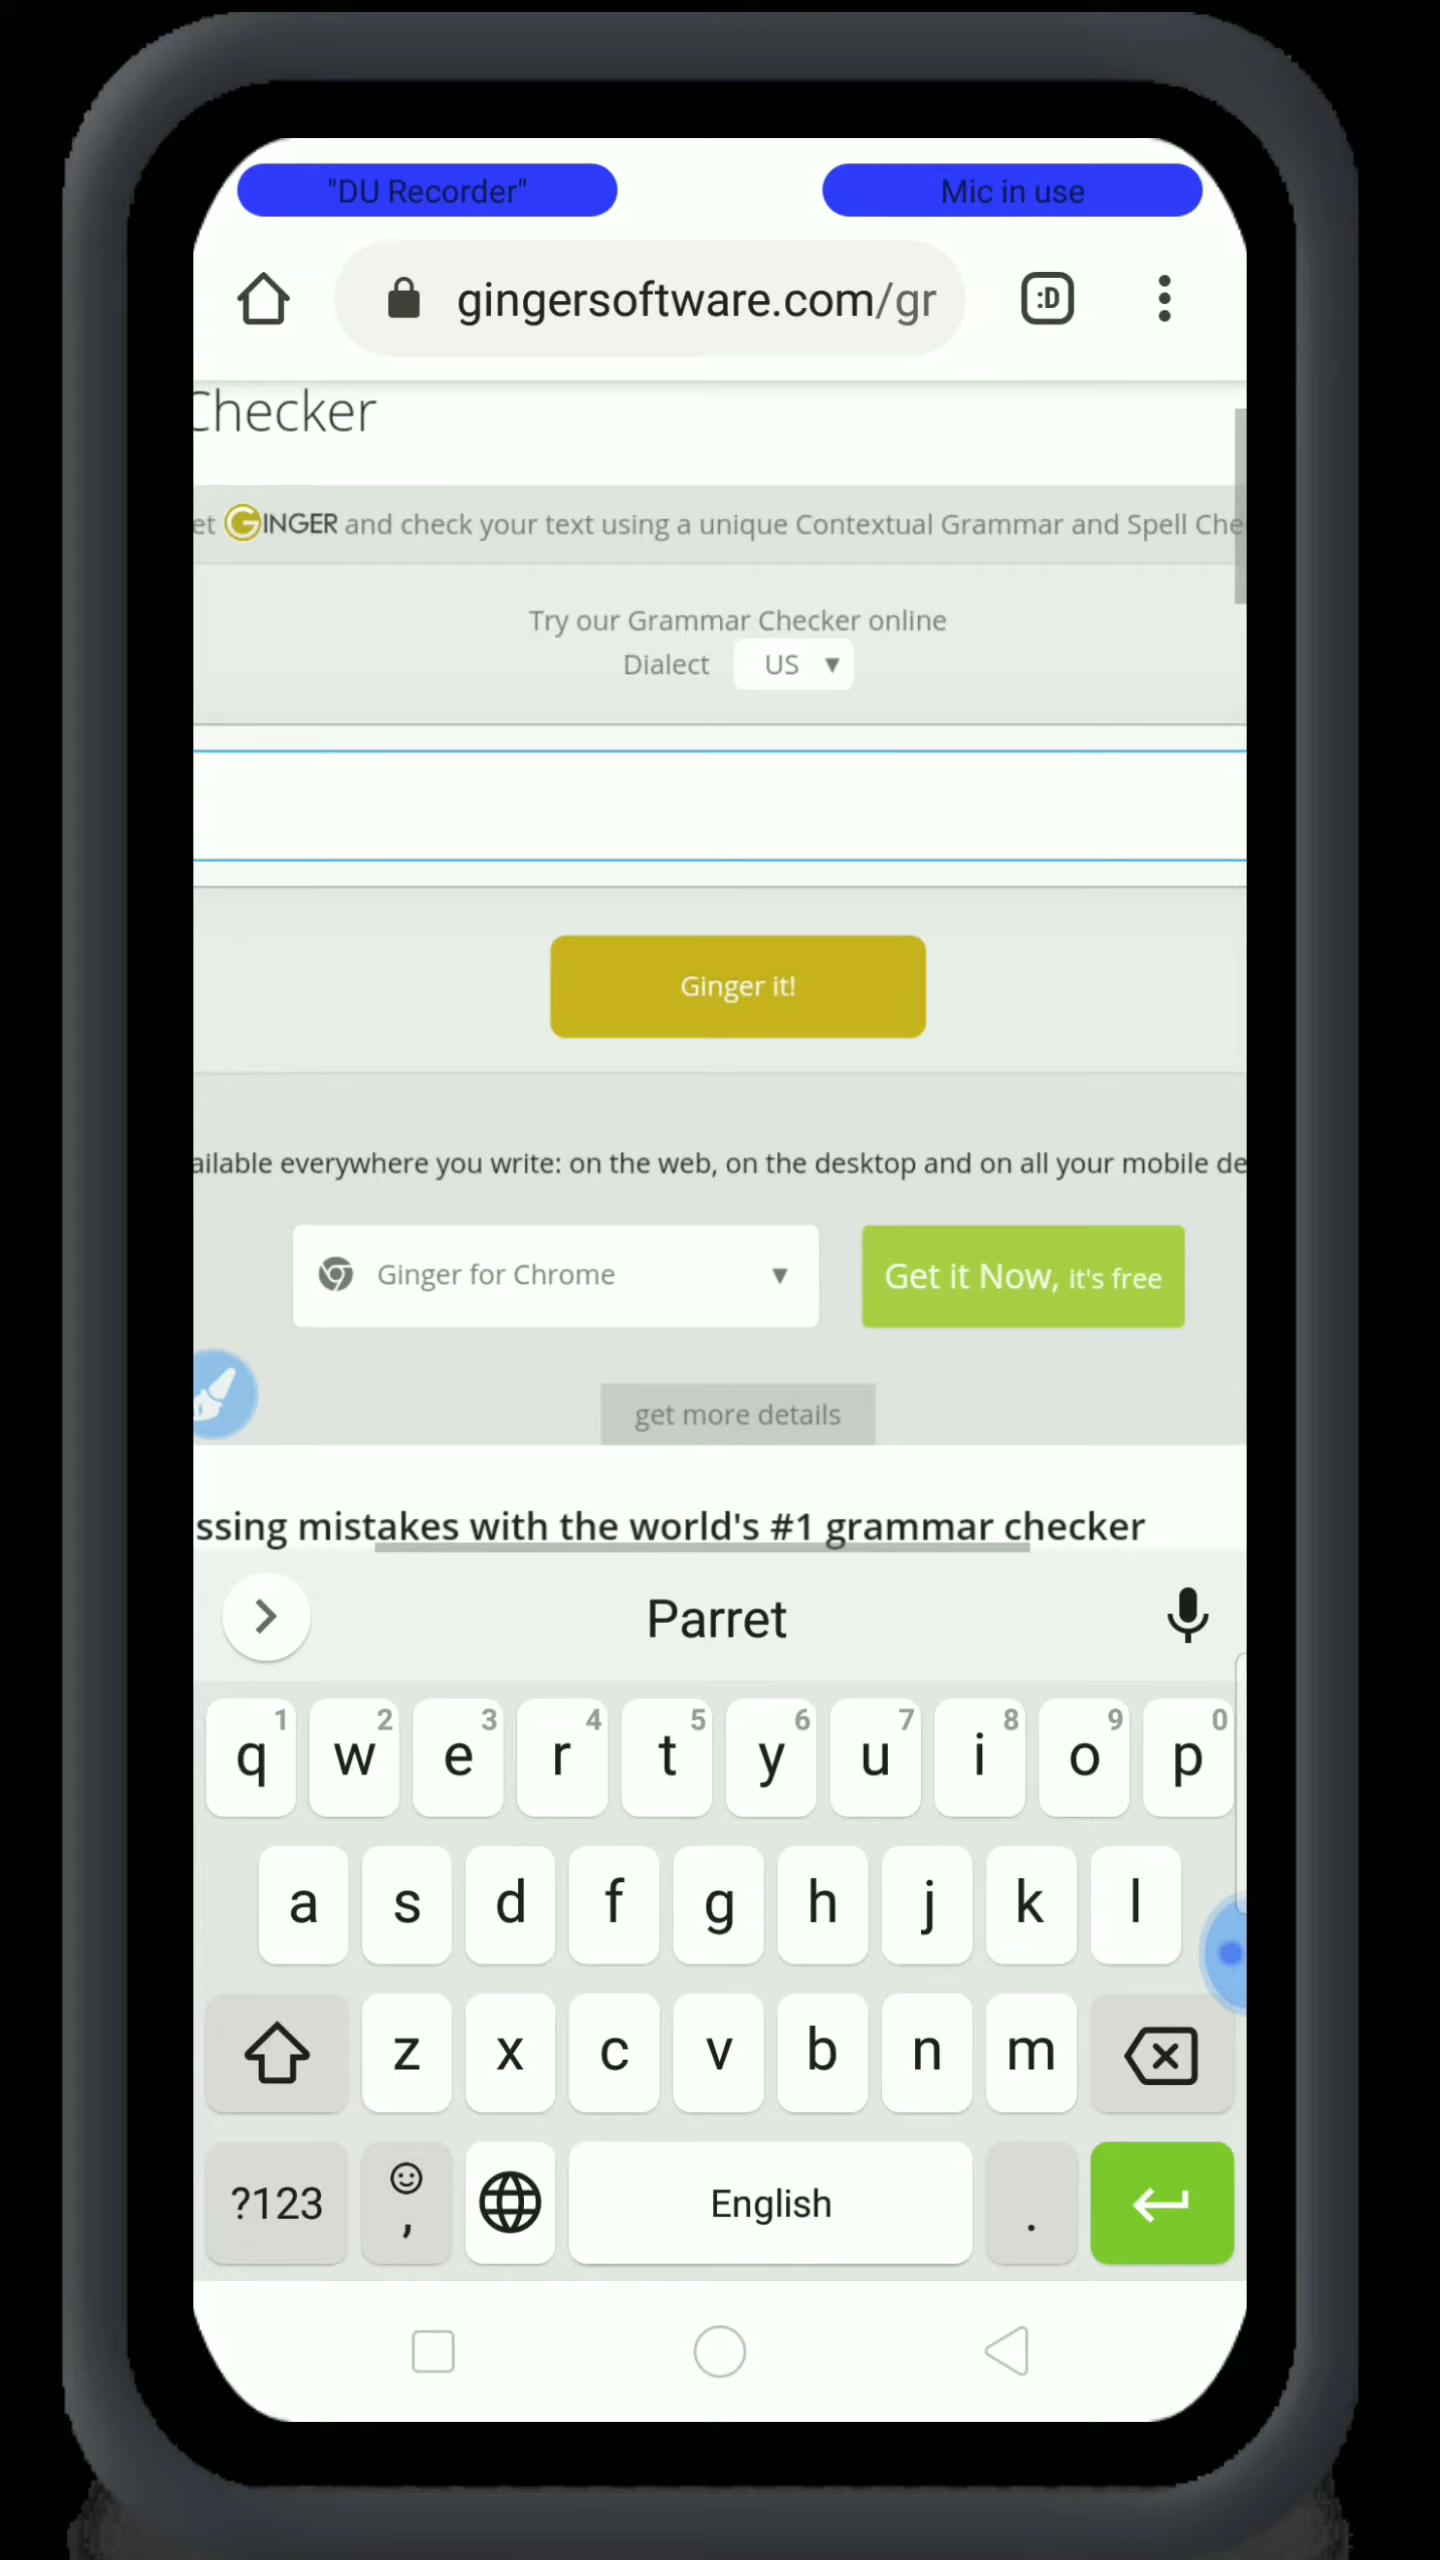 "DU Recorder" Mic in use
gingersoftware.com/gr :D
Checker
et GINGER and check your text using a unique Contextual Grammar and Spell Che
Try our Grammar Checker online
Dialect US
Ginger it!
ailable everywhere you write: on the web, on the desktop and on all your mobile de
Ginger for Chrome
Get it Now, it's free
get more details
ssing mistakes with the world's #1 grammar checker
Parret
q 1 w 2 e 3 r 4 t 5 y 6 u 7 i 8 o 9 p 0
a s d f g h j k l
z x c v b n m
?123 , English .